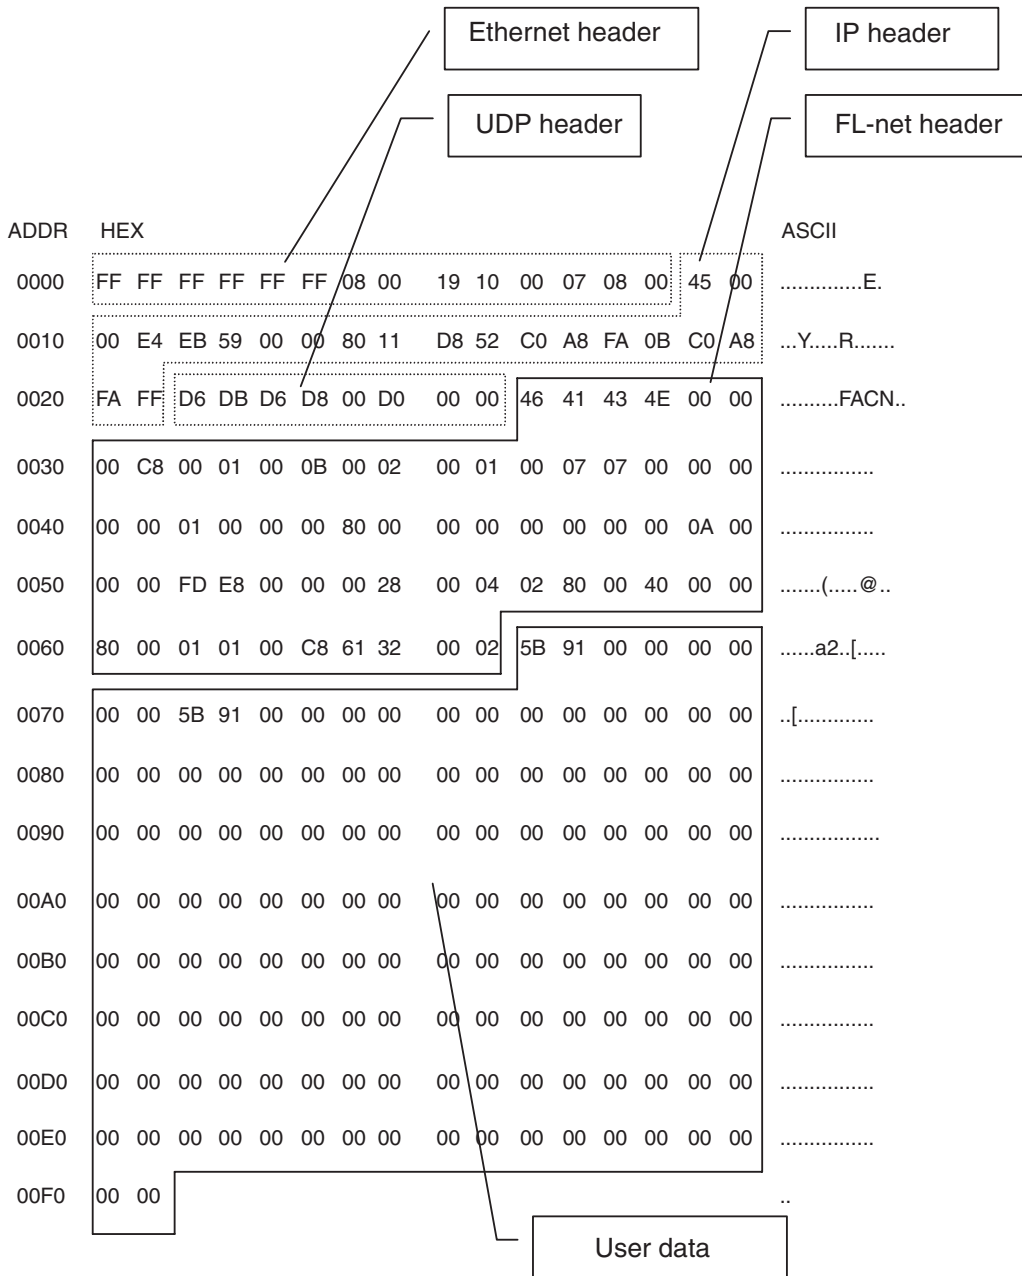 Ethernet header IP header
UDP header FL-net header
ADDR HEX ASCII
0000 FF FF FF FF FF FF 08 00 19 10 00 07 08 00 45 00 ..............E.
0010 00 E4 EB 59 00 00 80 11 D8 52 C0 A8 FA 0B C0 A8 ...Y.....R.......
0020 FA FF D6 DB D6 D8 00 D0 00 00 46 41 43 4E 00 00 ..........FACN..
0030 00 C8 00 01 00 0B 00 02 00 01 00 07 07 00 00 00 ................
0040 00 00 01 00 00 00 80 00 00 00 00 00 00 00 0A 00 ................
0050 00 00 FD E8 00 00 00 28 00 04 02 80 00 40 00 00 .......(.....@..
0060 80 00 01 01 00 C8 61 32 00 02 5B 91 00 00 00 00 ......a2..[.....
0070 00 00 5B 91 00 00 00 00 00 00 00 00 00 00 00 00 ..[.............
0080 00 00 00 00 00 00 00 00 00 00 00 00 00 00 00 00 ................
0090 00 00 00 00 00 00 00 00 00 00 00 00 00 00 00 00 .................
00A0 00 00 00 00 00 00 00 00 00 00 00 00 00 00 00 00 ................
00B0 00 00 00 00 00 00 00 00 00 00 00 00 00 00 00 00 ................
00C0 00 00 00 00 00 00 00 00 00 00 00 00 00 00 00 00 ................
00D0 00 00 00 00 00 00 00 00 00 00 00 00 00 00 00 00 ................
00E0 00 00 00 00 00 00 00 00 00 00 00 00 00 00 00 00 ................
00F0 00 00 ..
User data